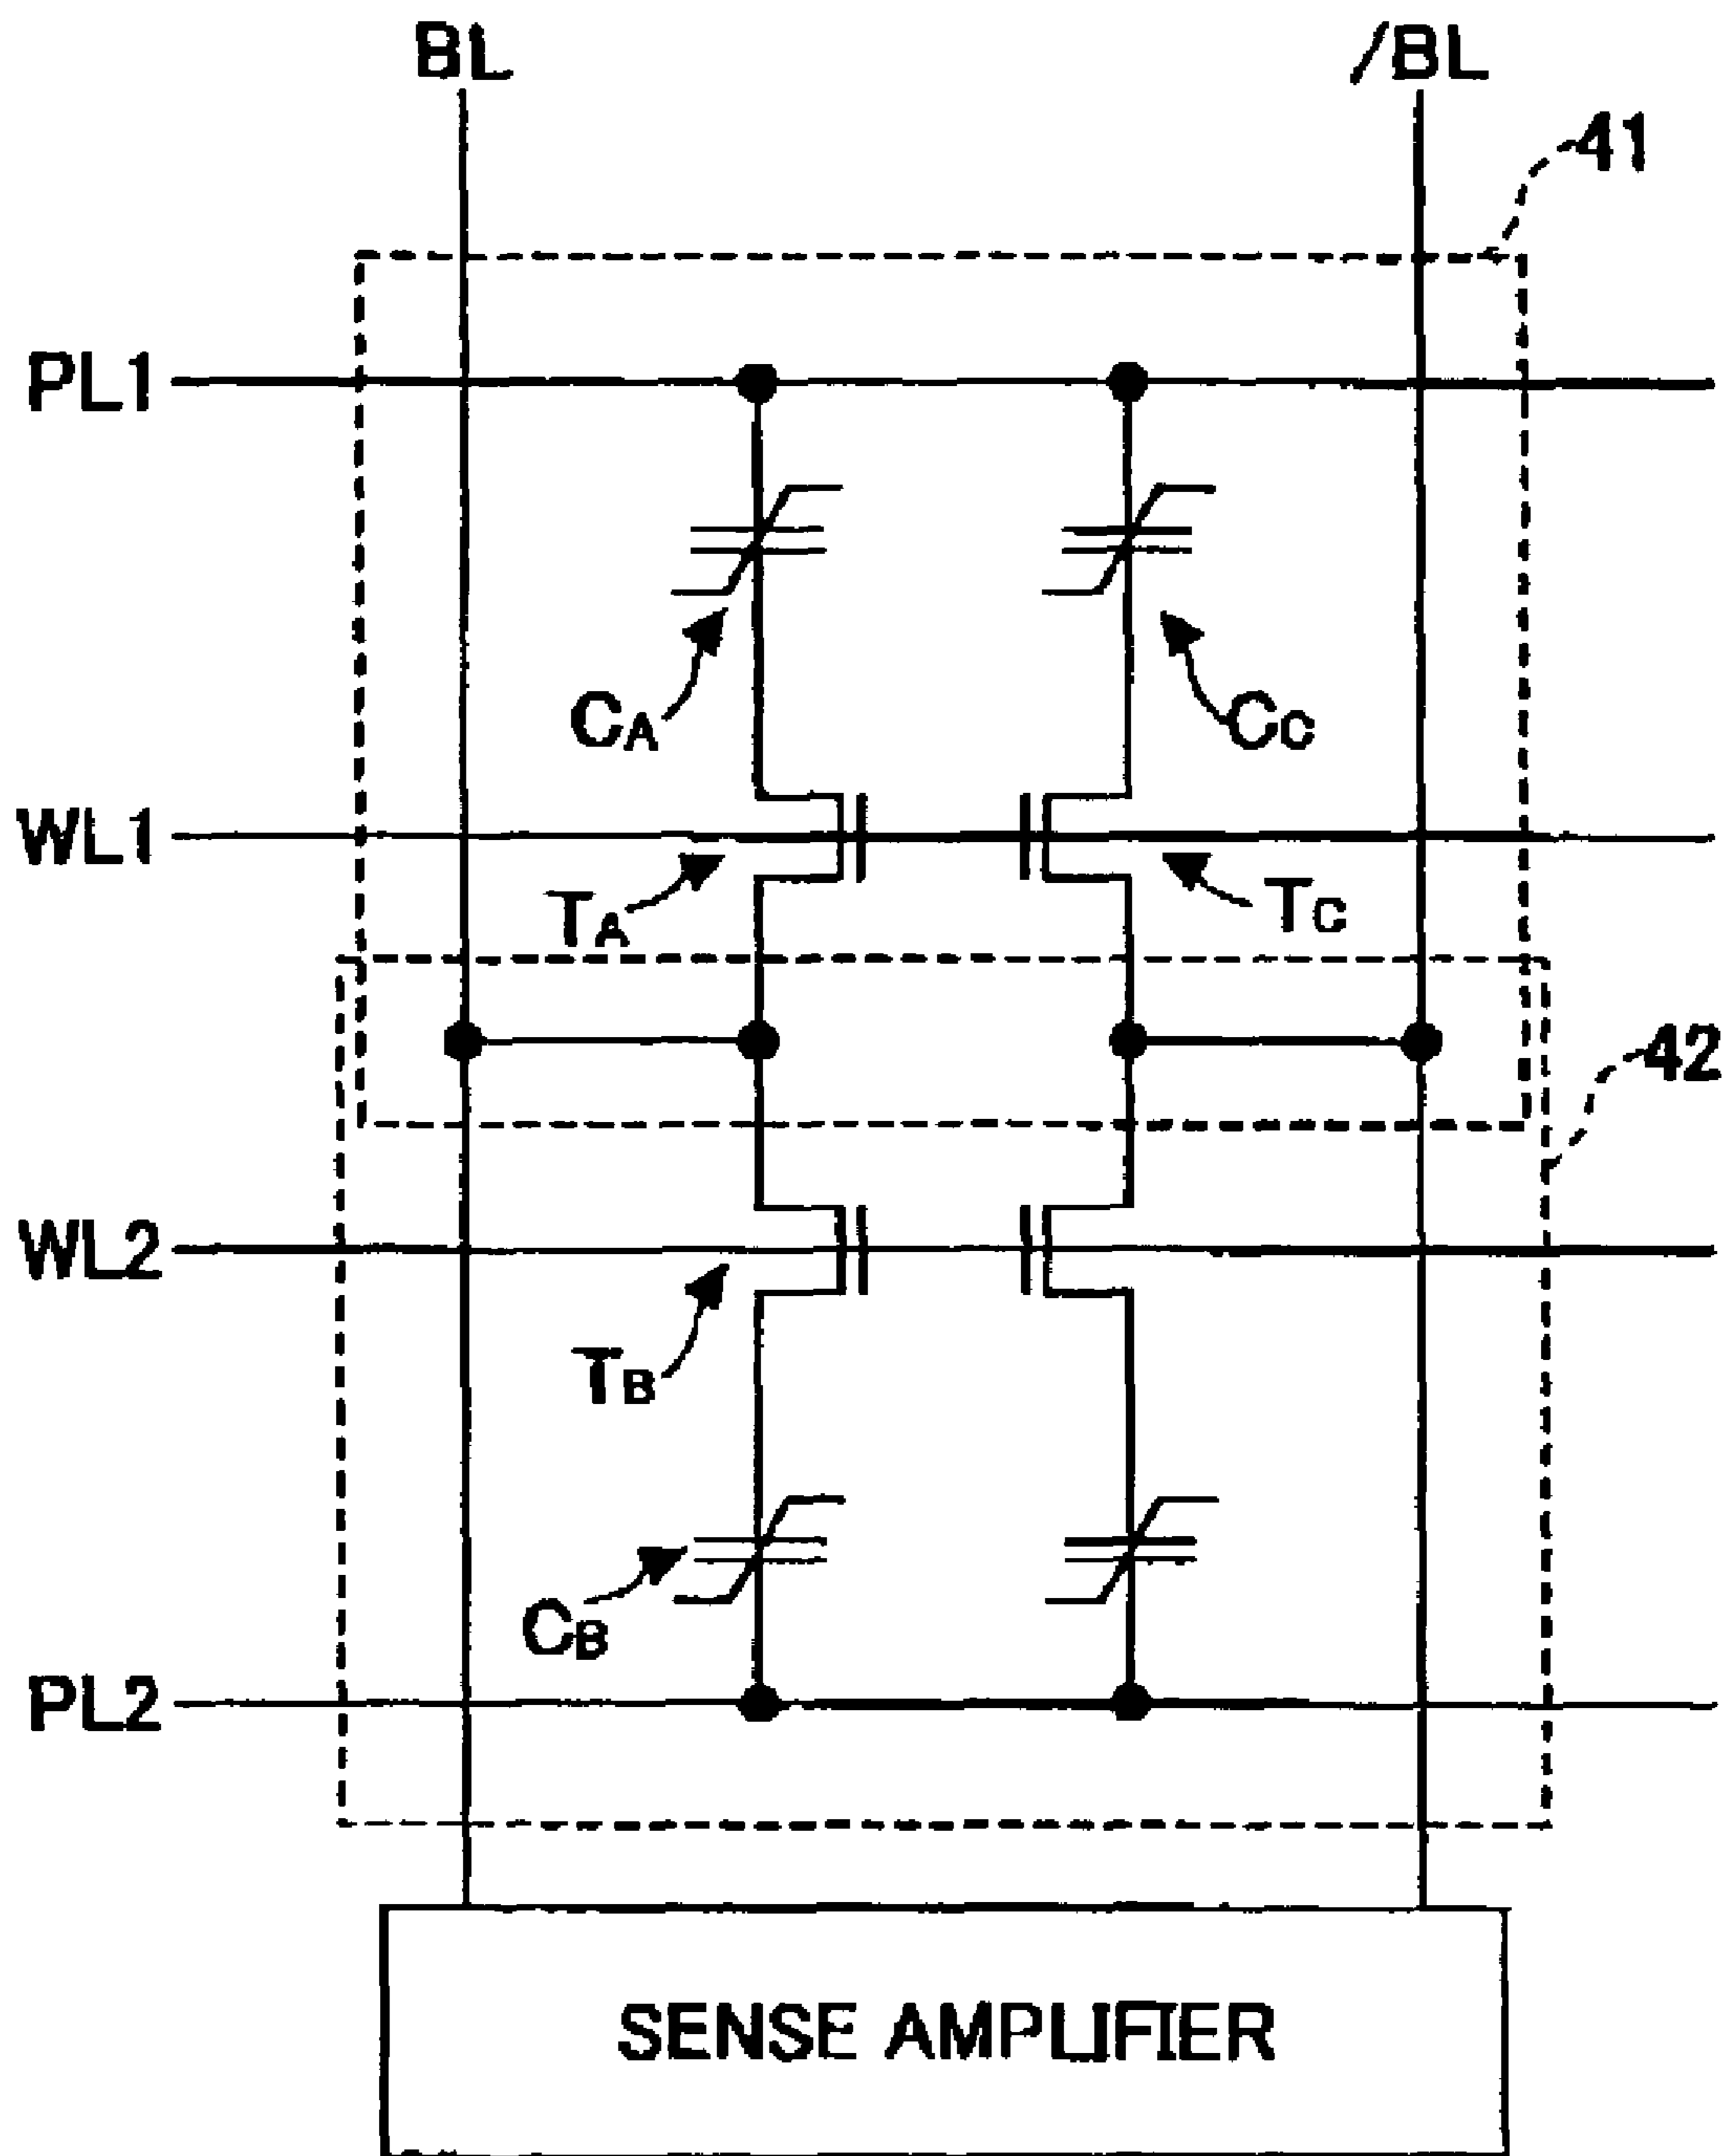 BL
/BL
41
PL1
CA
CC
WL1
TA
TC
42
WL2
TB
CB
PL2
SENSE AMPLIFIER